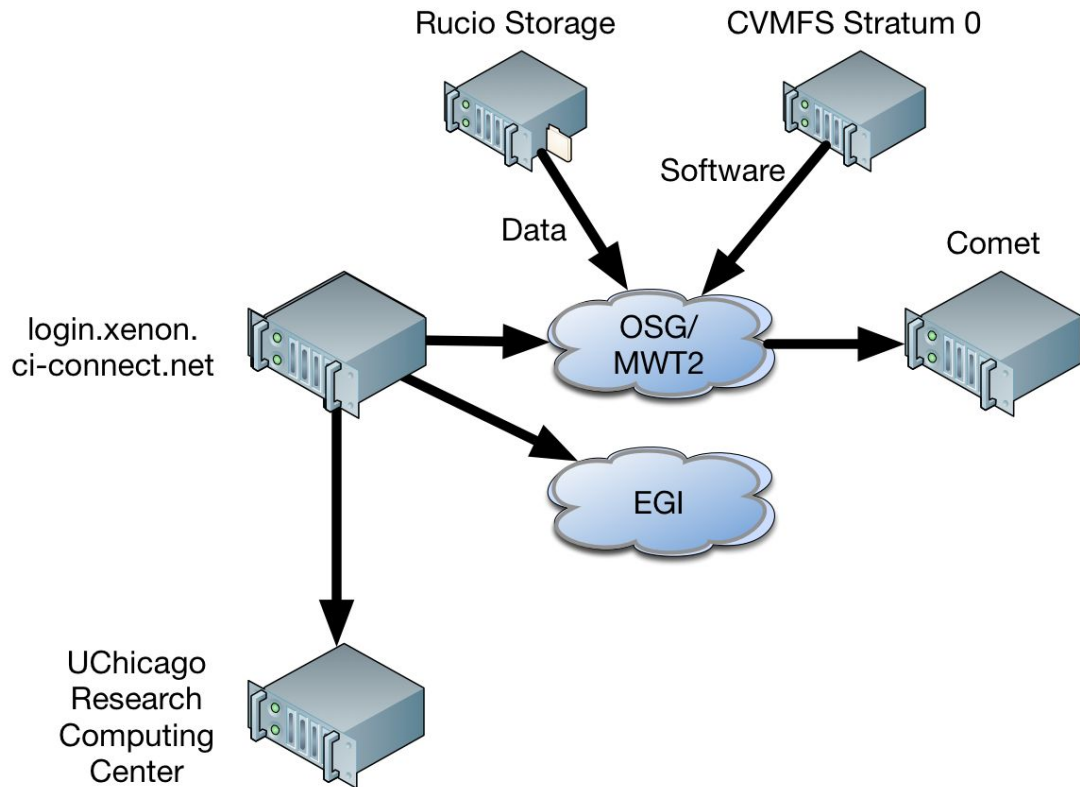 Rucio Storage
CVMFS Stratum 0
Software
Data
Comet
login.xenon.
ci-connect.net
OSG/
MWT2
EGI
UChicago
Research
Computing
Center